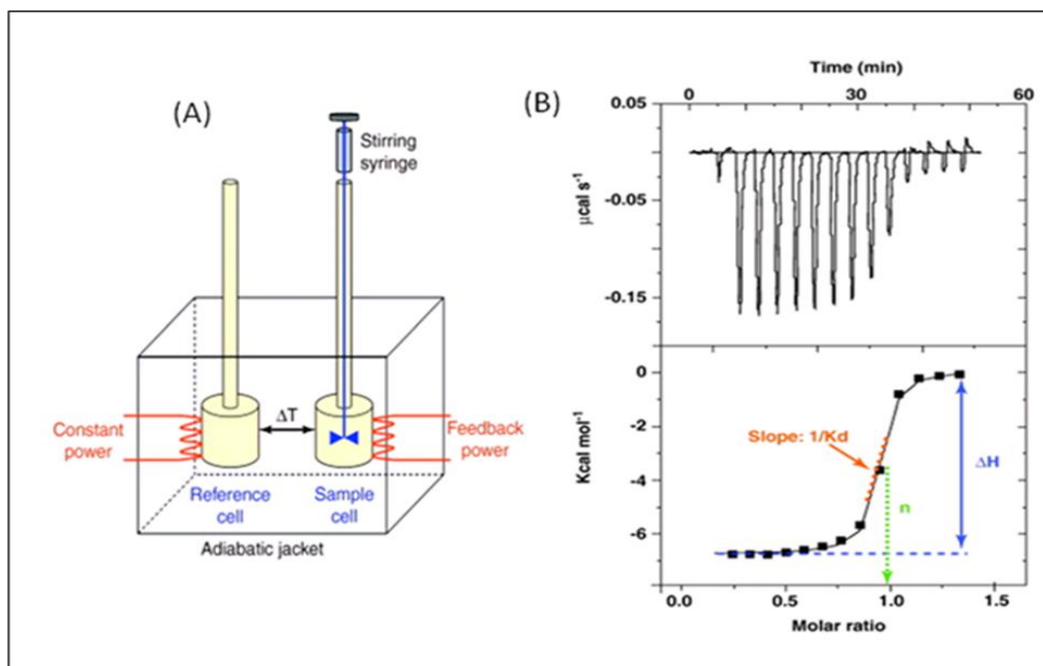 (A)
Stirring
syringe
ΔT
Constant
power
Feedback
power
Reference
cell
Sample
cell
Adiabatic jacket
(B)
Time (min)
0 30 60
0.05
-0.05
-0.15
µcal s⁻¹
0
-2
-4
-6
Kcal mol⁻¹
Slope: 1/Kd
ΔH
n
0.0 0.5 1.0 1.5
Molar ratio